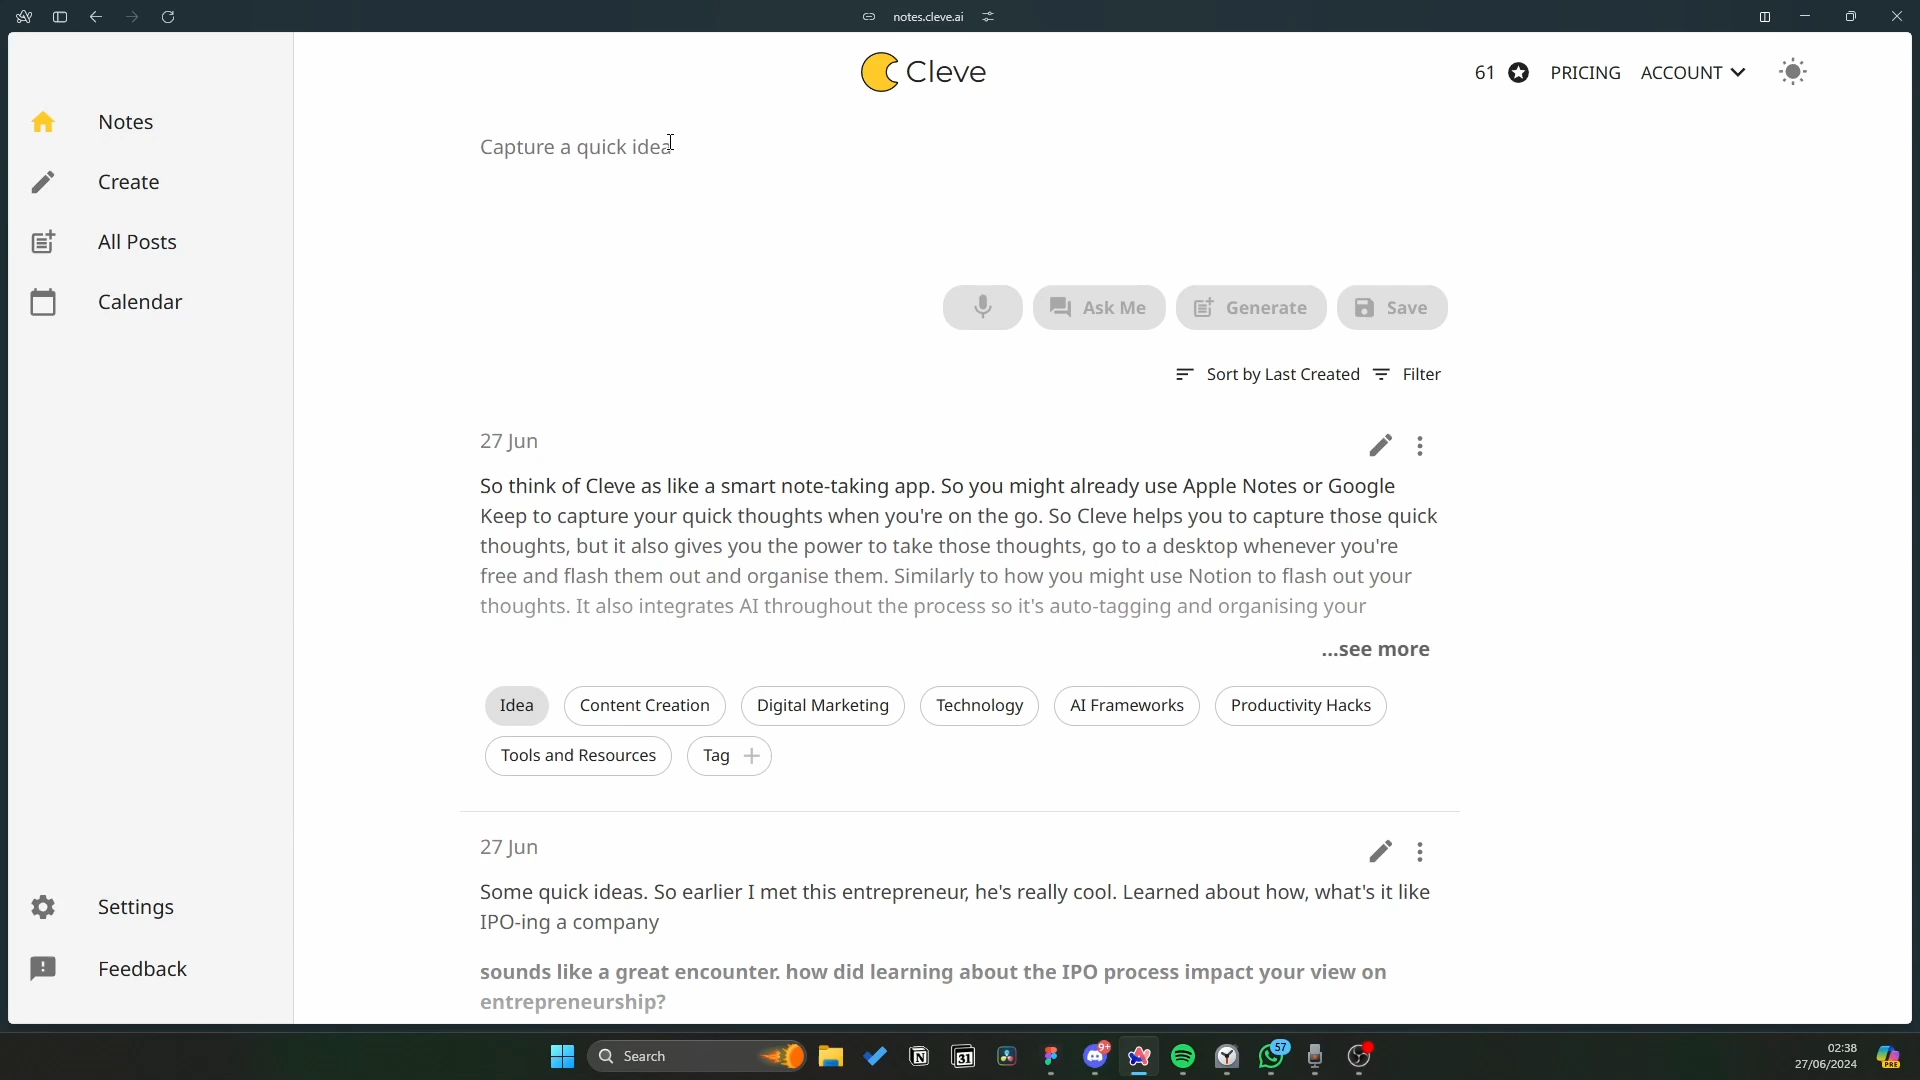 notes.cleve.ai
Cleve
61 PRICING ACCOUNT
Notes
Create
All Posts
Calendar
Settings
Feedback
Capture a quick idea
Ask Me Generate Save
Sort by Last Created Filter
27 Jun
So think of Cleve as like a smart note-taking app. So you might already use Apple Notes or Google
Keep to capture your quick thoughts when you're on the go. So Cleve helps you to capture those quick
thoughts, but it also gives you the power to take those thoughts, go to a desktop whenever you're
free and flash them out and organise them. Similarly to how you might use Notion to flash out your
thoughts. It also integrates AI throughout the process so it's auto-tagging and organising your
...see more
Idea Content Creation Digital Marketing Technology AI Frameworks Productivity Hacks
Tools and Resources Tag +
27 Jun
Some quick ideas. So earlier I met this entrepreneur, he's really cool. Learned about how, what's it like
IPO-ing a company
sounds like a great encounter. how did learning about the IPO process impact your view on
entrepreneurship?
Search
31
9+
57
02:38
27/06/2024
PRE